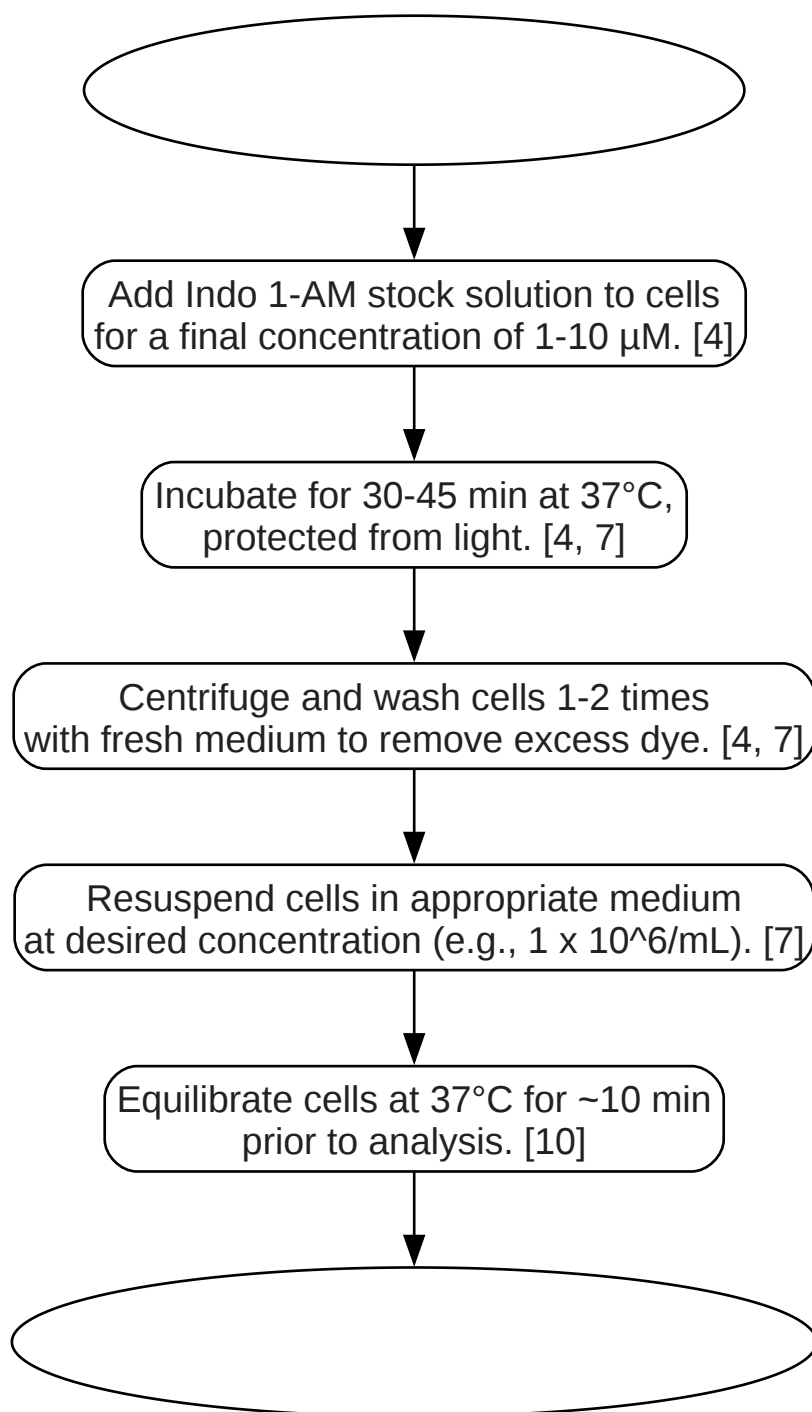 Add Indo 1-AM stock solution to cells
for a final concentration of 1-10 µM. [4]
Incubate for 30-45 min at 37°C,
protected from light. [4, 7]
Centrifuge and wash cells 1-2 times
with fresh medium to remove excess dye. [4, 7]
Resuspend cells in appropriate medium
at desired concentration (e.g., 1 x 10^6/mL). [7]
Equilibrate cells at 37°C for ~10 min
prior to analysis. [10]